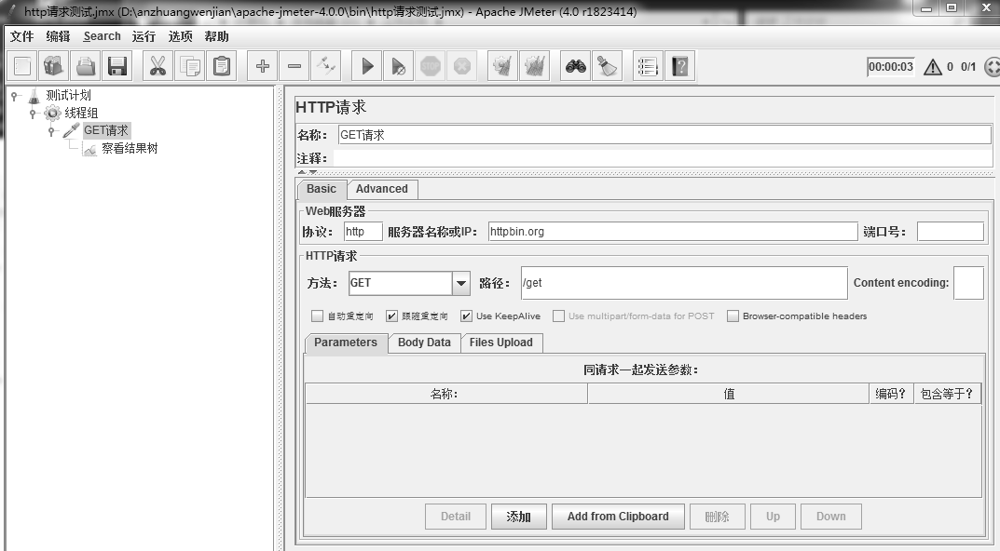 http请求测试.jmx (D:\anzhuangwenjian\apache-jmeter-4.0.0\bin\http请求测试.jmx) - Apache JMeter (4.0 r1823414)
文件 编辑 Search 运行 选项 帮助
00:00:03 0 0/1
测试计划
线程组
GET请求
察看结果树
HTTP请求
名称： GET请求
注释：
Basic Advanced
Web服务器
协议： http 服务器名称或IP： httpbin.org 端口号：
HTTP请求
方法： GET 路径： /get Content encoding:
自动重定向 跟随重定向 Use KeepAlive Use multipart/form-data for POST Browser-compatible headers
Parameters Body Data Files Upload
同请求一起发送参数：
名称： 值 编码？ 包含等于？
Detail 添加 Add from Clipboard 删除 Up Down